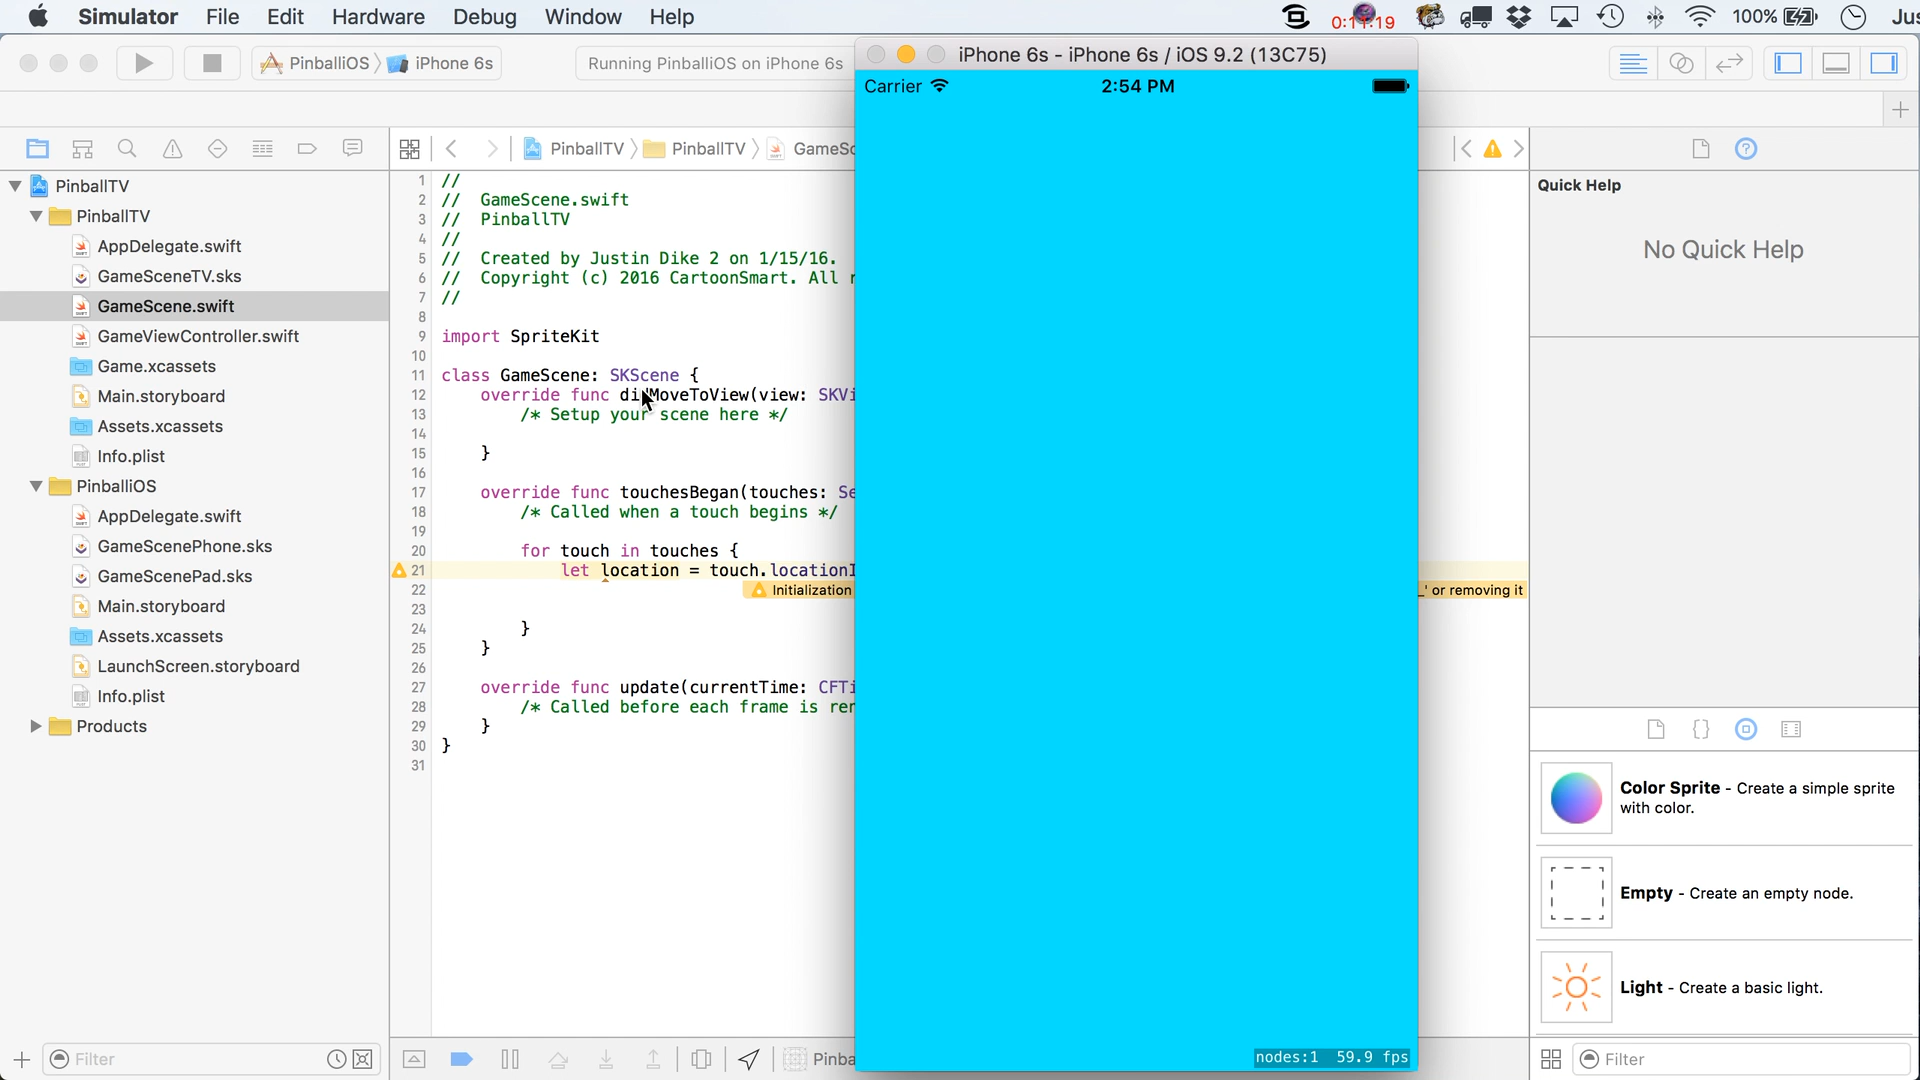 Simulator File Edit Hardware Debug Window Help 0:11:19 100% Jus
PinballiOS iPhone 6s Running PinballiOS on iPhone 6s
iPhone 6s - iPhone 6s / iOS 9.2 (13C75)
Carrier 2:54 PM
PinballTV PinballTV GameSc
PinballTV
PinballTV
AppDelegate.swift
GameSceneTV.sks
GameScene.swift
GameViewController.swift
Game.xcassets
Main.storyboard
Assets.xcassets
Info.plist
PinballiOS
AppDelegate.swift
GameScenePhone.sks
GameScenePad.sks
Main.storyboard
Assets.xcassets
LaunchScreen.storyboard
Info.plist
Products
Filter
1 //
2 // GameScene.swift
3 // PinballTV
4 //
5 // Created by Justin Dike 2 on 1/15/16.
6 // Copyright (c) 2016 CartoonSmart. All r
7 //
8
9 import SpriteKit
10
11 class GameScene: SKScene {
12 override func didMoveToView(view: SKVi
13 /* Setup your scene here */
14
15 }
16
17 override func touchesBegan(touches: Se
18 /* Called when a touch begins */
19
20 for touch in touches {
21 let location = touch.locationI
22 Initialization _' or removing it
23
24 }
25 }
26
27 override func update(currentTime: CFTi
28 /* Called before each frame is ren
29 }
30 }
31
Pinba
nodes:1 59.9 fps
Quick Help
No Quick Help
Color Sprite - Create a simple sprite
with color.
Empty - Create an empty node.
Light - Create a basic light.
Filter